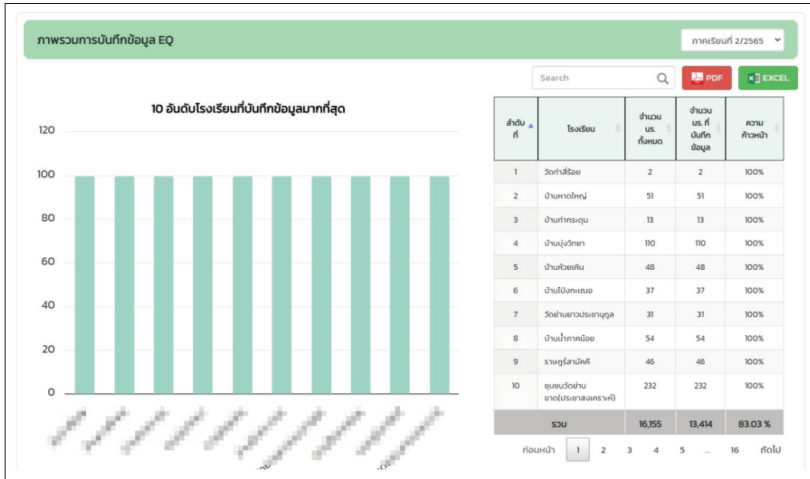 ภาพรวมการบันทึกข้อมูล EQ
ภาคเรียนที่ 2/2565
Search
PDF
EXCEL
10 อันดับโรงเรียนที่บันทึกข้อมูลมากที่สุด
120
100
80
60
40
20
0
ลำดับที่ โรงเรียน จำนวน นร. ทั้งหมด จำนวน นร. ที่บันทึกข้อมูล ความก้าวหน้า
1 วัดท่าสี่ร้อย 2 2 100%
2 บ้านหาดใหญ่ 51 51 100%
3 บ้านท่ากระดุน 13 13 100%
4 บ้านบุ่งวิทยา 110 110 100%
5 บ้านห้วยเหิน 48 48 100%
6 บ้านโป่งกะเฌอ 37 37 100%
7 วัดย่านยาวประชานุกูล 31 31 100%
8 บ้านน้ำภาคน้อย 54 54 100%
9 ราษฎร์สามัคคี 46 46 100%
10 ชุมชนวัดย่าน 232 232 100%
ขาด(ประชาสงเคราะห์)
รวม 16,155 13,414 83.03 %
ก่อนหน้า 1 2 3 4 5 ... 16 ถัดไป